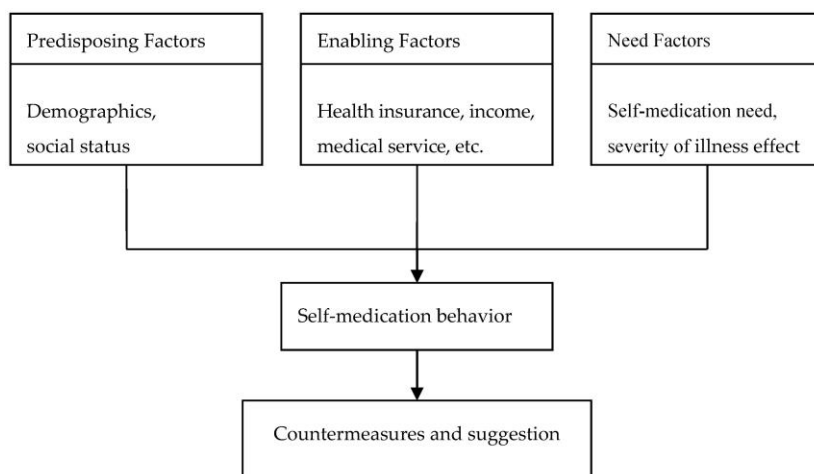 Predisposing Factors
Demographics,
social status
Enabling Factors
Health insurance, income,
medical service, etc.
Need Factors
Self-medication need,
severity of illness effect
Self-medication behavior
Countermeasures and suggestion